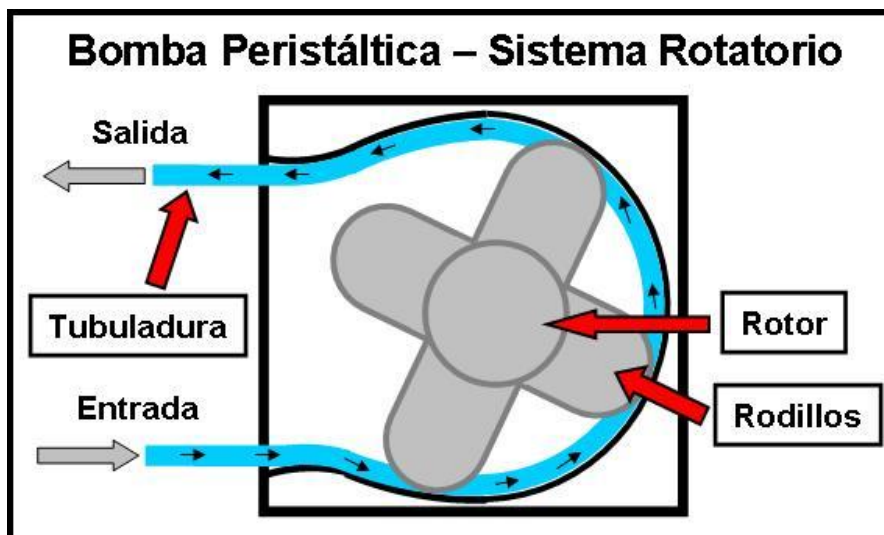 Bomba Peristáltica – Sistema Rotatorio
Salida
Tubuladura
Rotor
Entrada
Rodillos